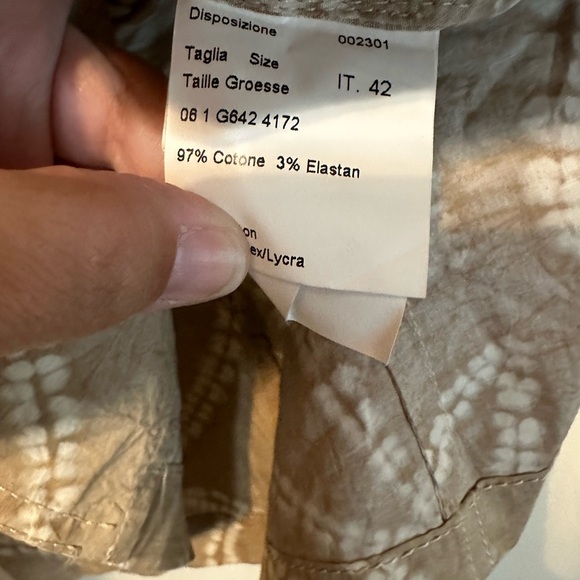 Disposizione 002301
Taglia Size
Taille Groesse IT. 42
06 1 G642 4172
97% Cotone 3% Elastan
on
ex/Lycra